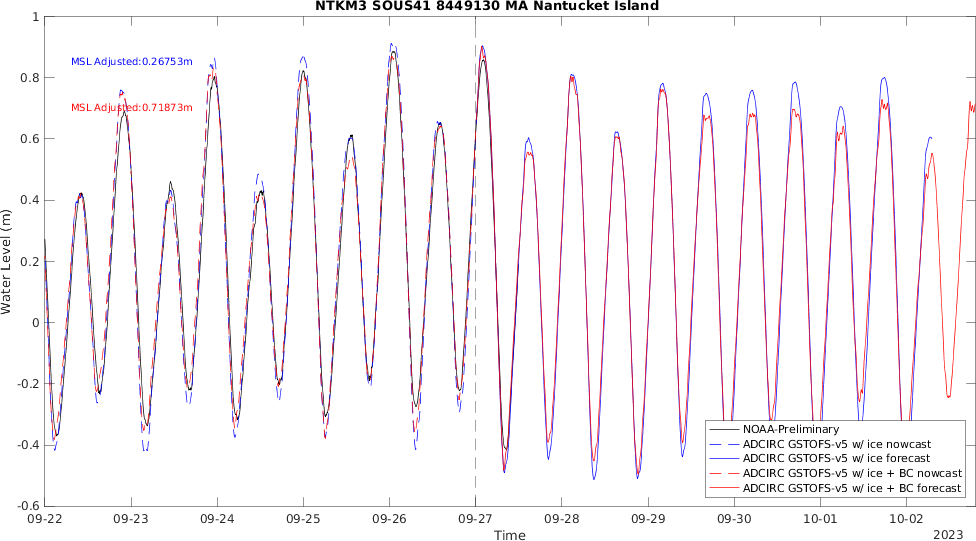 NTKM3 SOUS41 8449130 MA Nantucket Island
MSL Adjusted:0.26753m
MSL Adjusted:0.71873m
Water Level (m)
1
0.8
0.6
0.4
0.2
0
-0.2
-0.4
-0.6
NOAA-Preliminary
ADCIRC GSTOFS-v5 w/ ice nowcast
ADCIRC GSTOFS-v5 w/ ice forecast
ADCIRC GSTOFS-v5 w/ ice + BC nowcast
ADCIRC GSTOFS-v5 w/ ice + BC forecast
09-22 09-23 09-24 09-25 09-26 09-27 09-28 09-29 09-30 10-01 10-02
Time
2023